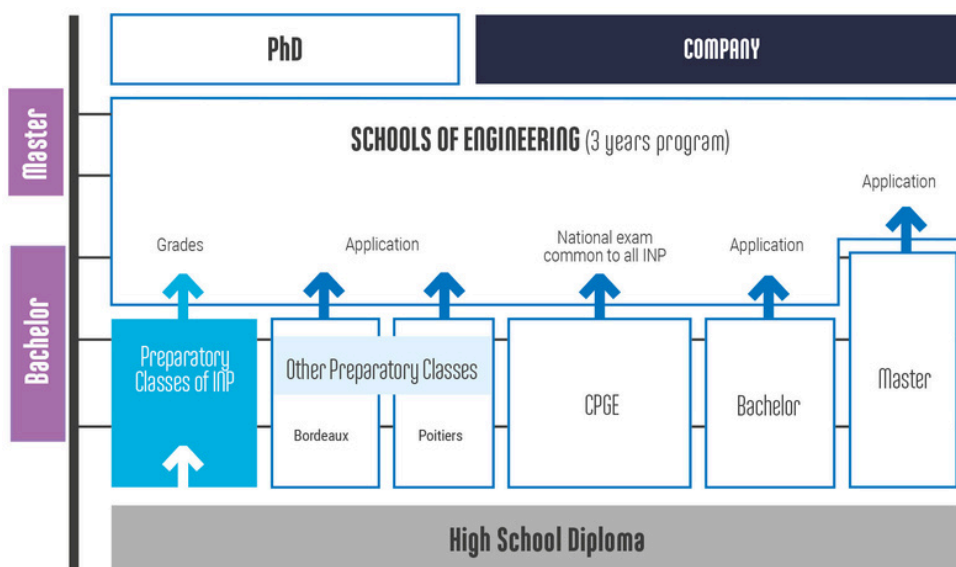 PhD
COMPANY
Master
SCHOOLS OF ENGINEERING (3 years program)
Application
Grades
Application
National exam
common to all INP
Application
Bachelor
Preparatory
Classes of INP
Other Preparatory Classes
Bordeaux
Poitiers
CPGE
Bachelor
Master
High School Diploma